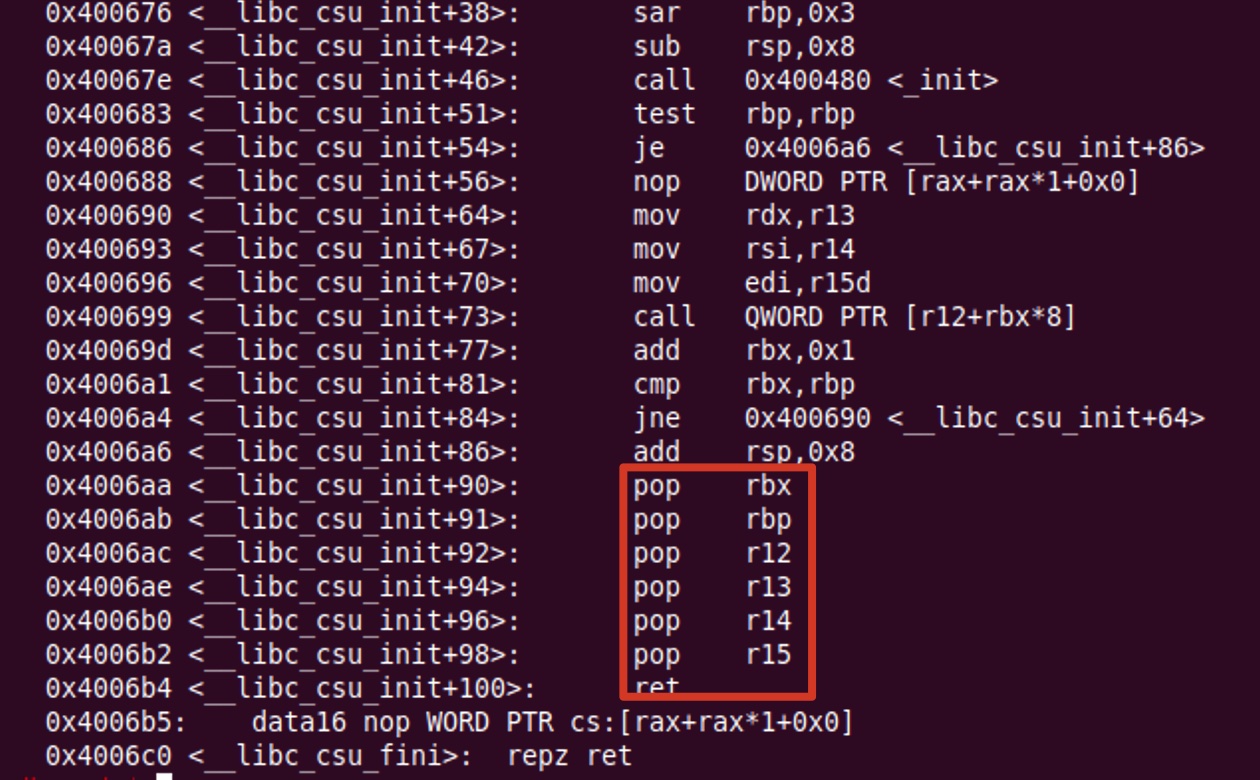 0x400676 <__libc_csu_init+38>: sar rbp,0x3
0x40067a <__libc_csu_init+42>: sub rsp,0x8
0x40067e <__libc_csu_init+46>: call 0x400480 <_init>
0x400683 <__libc_csu_init+51>: test rbp,rbp
0x400686 <__libc_csu_init+54>: je 0x4006a6 <__libc_csu_init+86>
0x400688 <__libc_csu_init+56>: nop DWORD PTR [rax+rax*1+0x0]
0x400690 <__libc_csu_init+64>: mov rdx,r13
0x400693 <__libc_csu_init+67>: mov rsi,r14
0x400696 <__libc_csu_init+70>: mov edi,r15d
0x400699 <__libc_csu_init+73>: call QWORD PTR [r12+rbx*8]
0x40069d <__libc_csu_init+77>: add rbx,0x1
0x4006a1 <__libc_csu_init+81>: cmp rbx,rbp
0x4006a4 <__libc_csu_init+84>: jne 0x400690 <__libc_csu_init+64>
0x4006a6 <__libc_csu_init+86>: add rsp,0x8
0x4006aa <__libc_csu_init+90>: pop rbx
0x4006ab <__libc_csu_init+91>: pop rbp
0x4006ac <__libc_csu_init+92>: pop r12
0x4006ae <__libc_csu_init+94>: pop r13
0x4006b0 <__libc_csu_init+96>: pop r14
0x4006b2 <__libc_csu_init+98>: pop r15
0x4006b4 <__libc_csu_init+100>: ret
0x4006b5: data16 nop WORD PTR cs:[rax+rax*1+0x0]
0x4006c0 <__libc_csu_fini>: repz ret